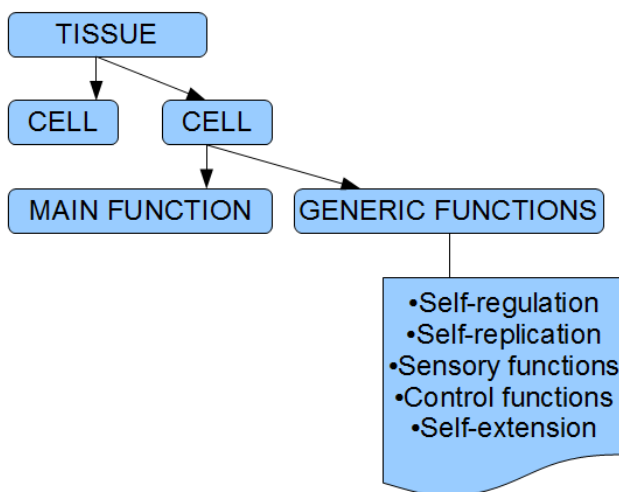 TISSUE
CELL
CELL
MAIN FUNCTION
GENERIC FUNCTIONS
•Self-regulation
•Self-replication
•Sensory functions
•Control functions
•Self-extension